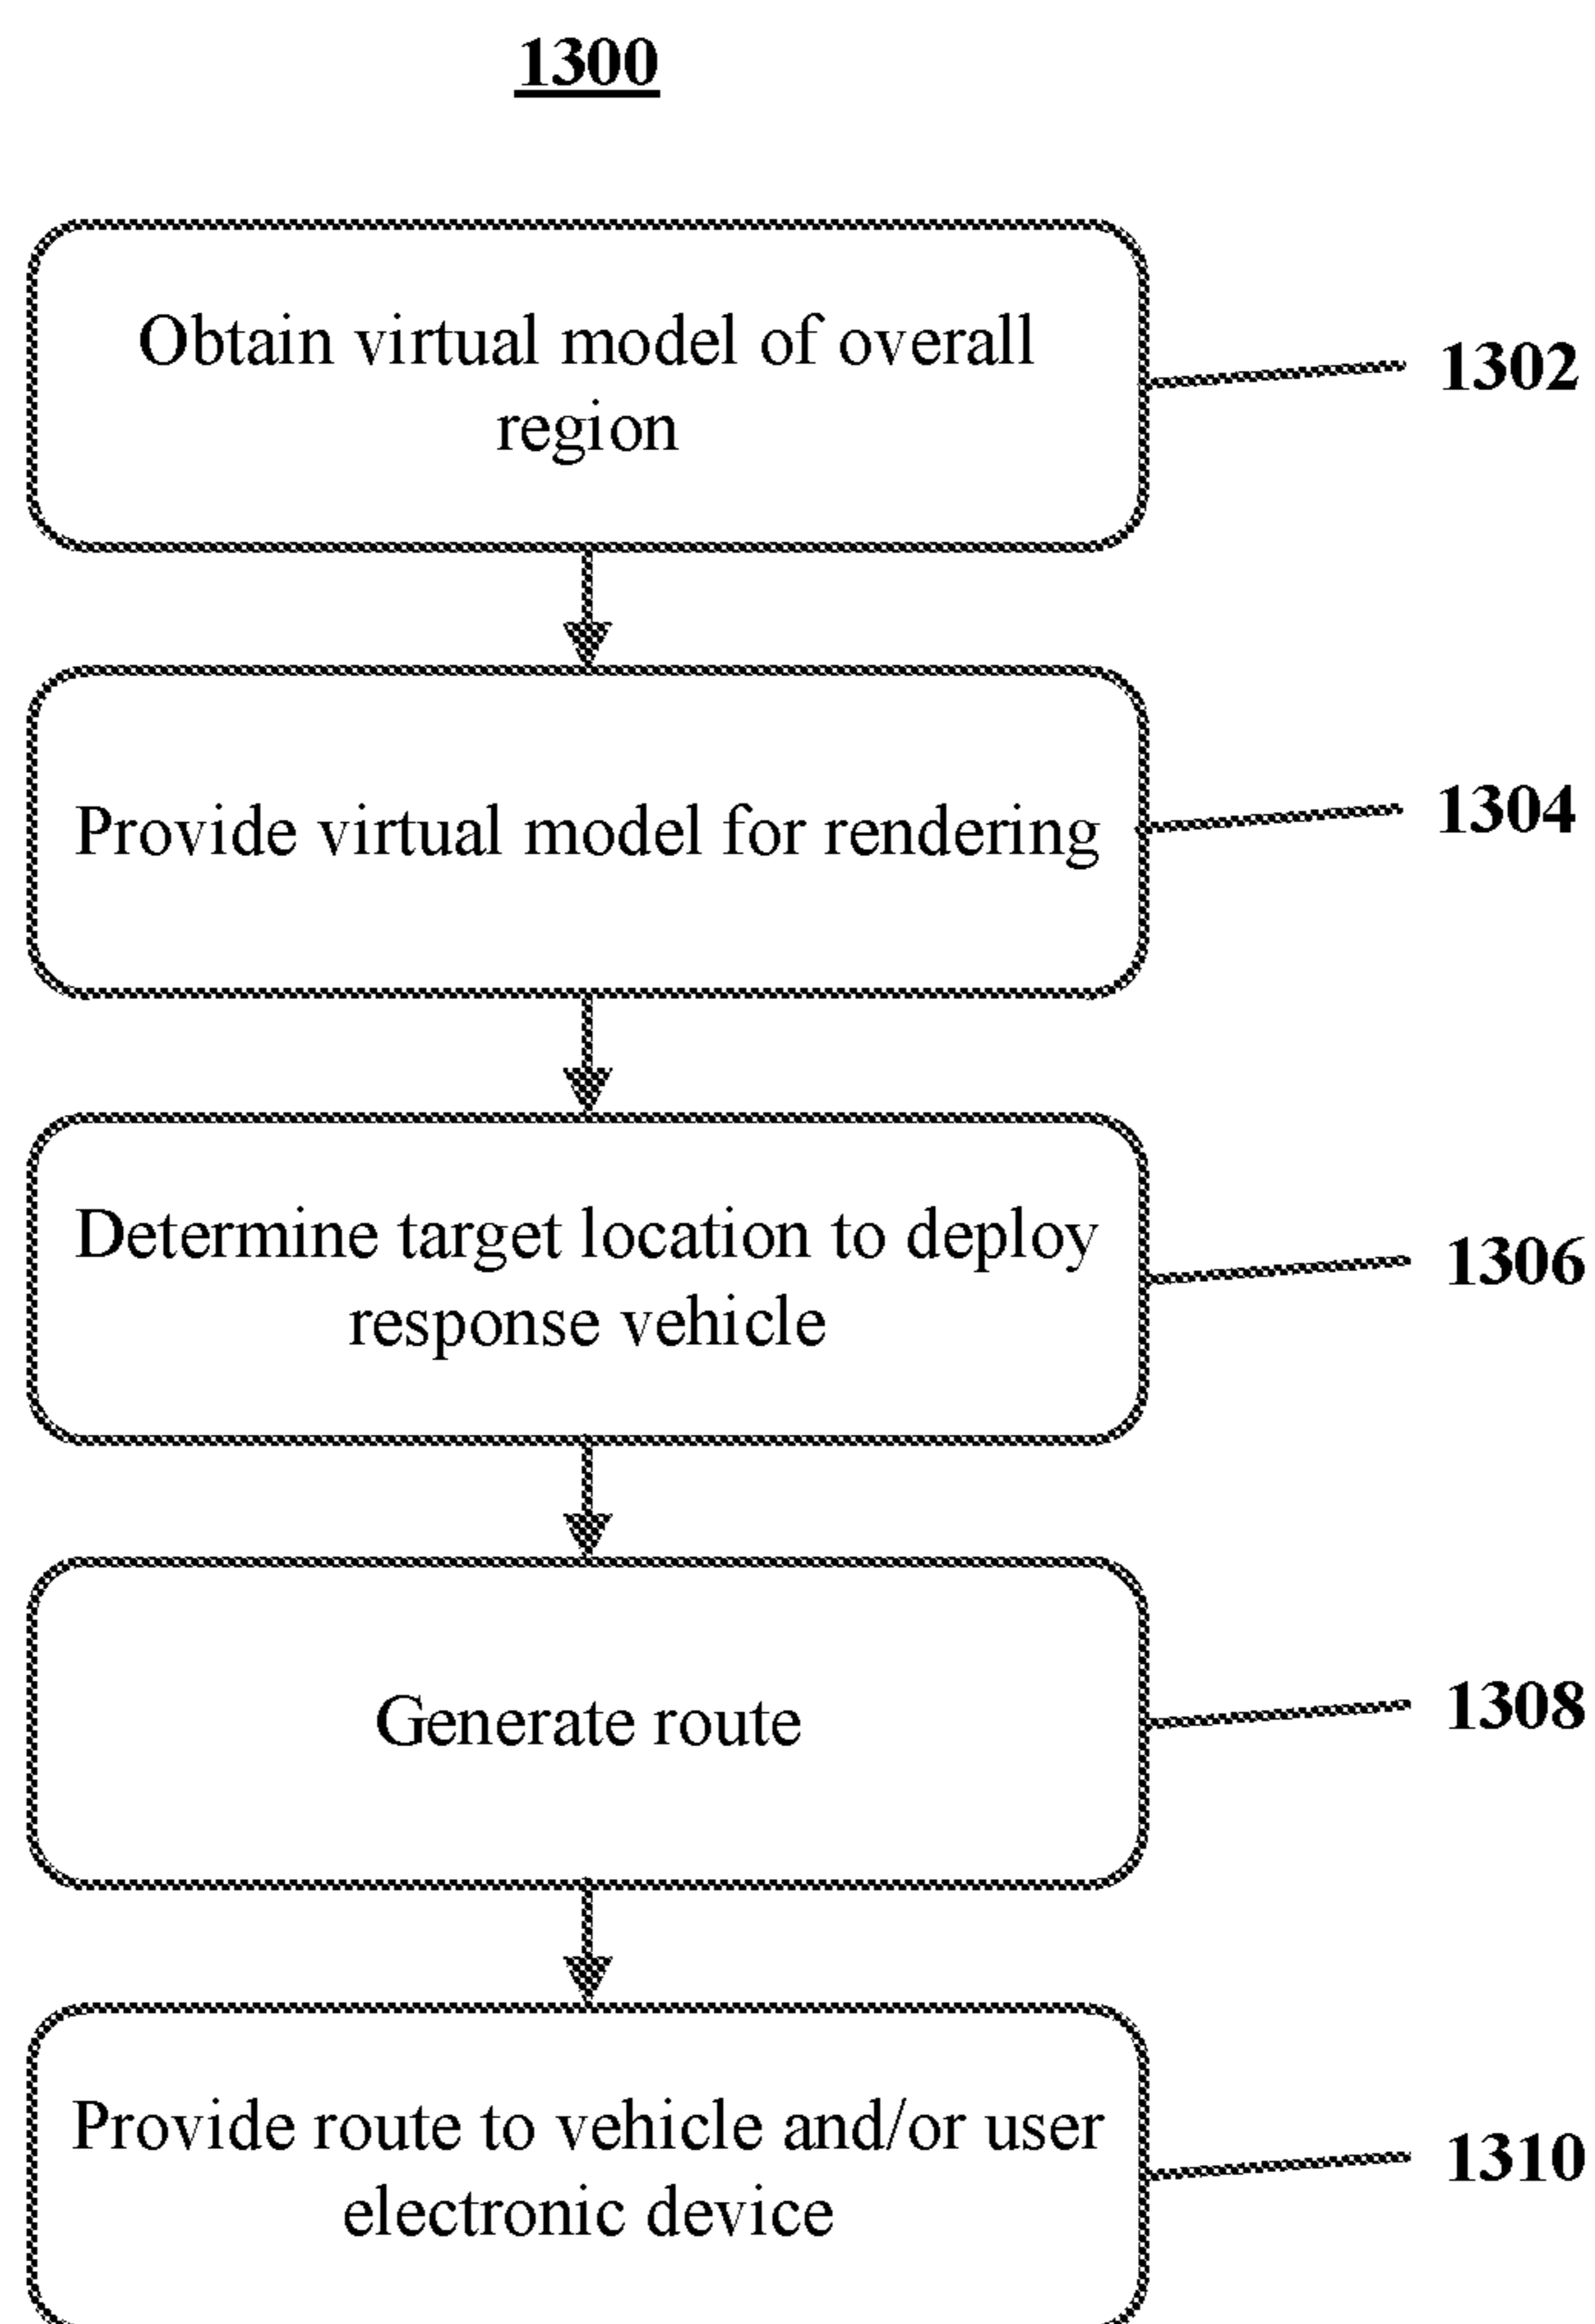 1300
Obtain virtual model of overall
region
1302
Provide virtual model for rendering
1304
Determine target location to deploy
response vehicle
1306
Generate route
1308
Provide route to vehicle and/or user
electronic device
1310